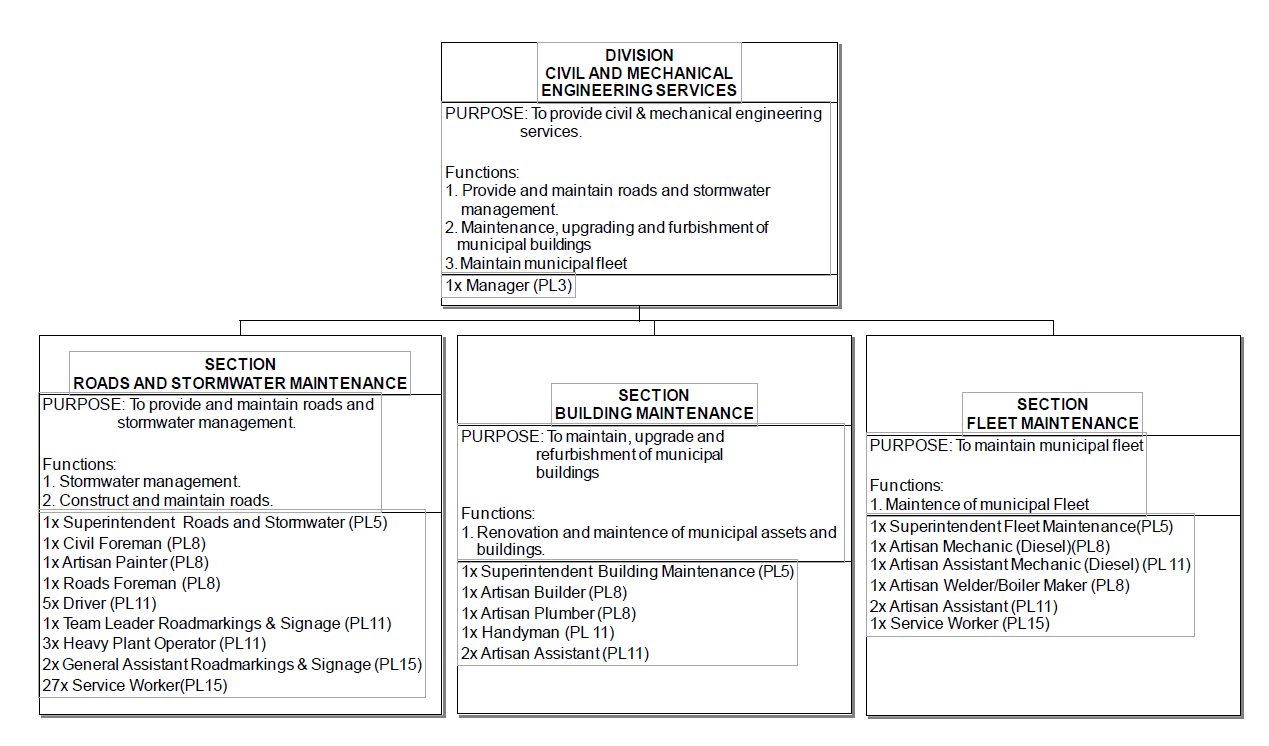 DIVISION
CIVIL AND MECHANICAL
ENGINEERING SERVICES
PURPOSE: To provide civil & mechanical engineering
services.
Functions:
1. Provide and maintain roads and stormwater
management.
2. Maintenance, upgrading and furbishment of
municipal buildings
3. Maintain municipal fleet
1x Manager (PL3)
SECTION
ROADS AND STORMWATER MAINTENANCE
PURPOSE: To provide and maintain roads and
stormwater management.
Functions:
1. Stormwater management.
2. Construct and maintain roads.
1x Superintendent Roads and Stormwater (PL5)
1x Civil Foreman (PL8)
1x Artisan Painter (PL8)
1x Roads Foreman (PL8)
5x Driver (PL11)
1x Team Leader Roadmarkings & Signage (PL11)
3x Heavy Plant Operator (PL11)
2x General Assistant Roadmarkings & Signage (PL15)
27x Service Worker(PL15)
SECTION
BUILDING MAINTENANCE
PURPOSE: To maintain, upgrade and
refurbishment of municipal
buildings
Functions:
1. Renovation and maintence of municipal assets and
buildings.
1x Superintendent Building Maintenance (PL5)
1x Artisan Builder (PL8)
1x Artisan Plumber (PL8)
1x Handyman (PL 11)
2x Artisan Assistant (PL11)
SECTION
FLEET MAINTENANCE
PURPOSE: To maintain municipal fleet
Functions:
1. Maintence of municipal Fleet
1x Superintendent Fleet Maintenance(PL5)
1x Artisan Mechanic (Diesel)(PL8)
1x Artisan Assistant Mechanic (Diesel) (PL 11)
1x Artisan Welder/Boiler Maker (PL8)
2x Artisan Assistant (PL11)
1x Service Worker (PL15)